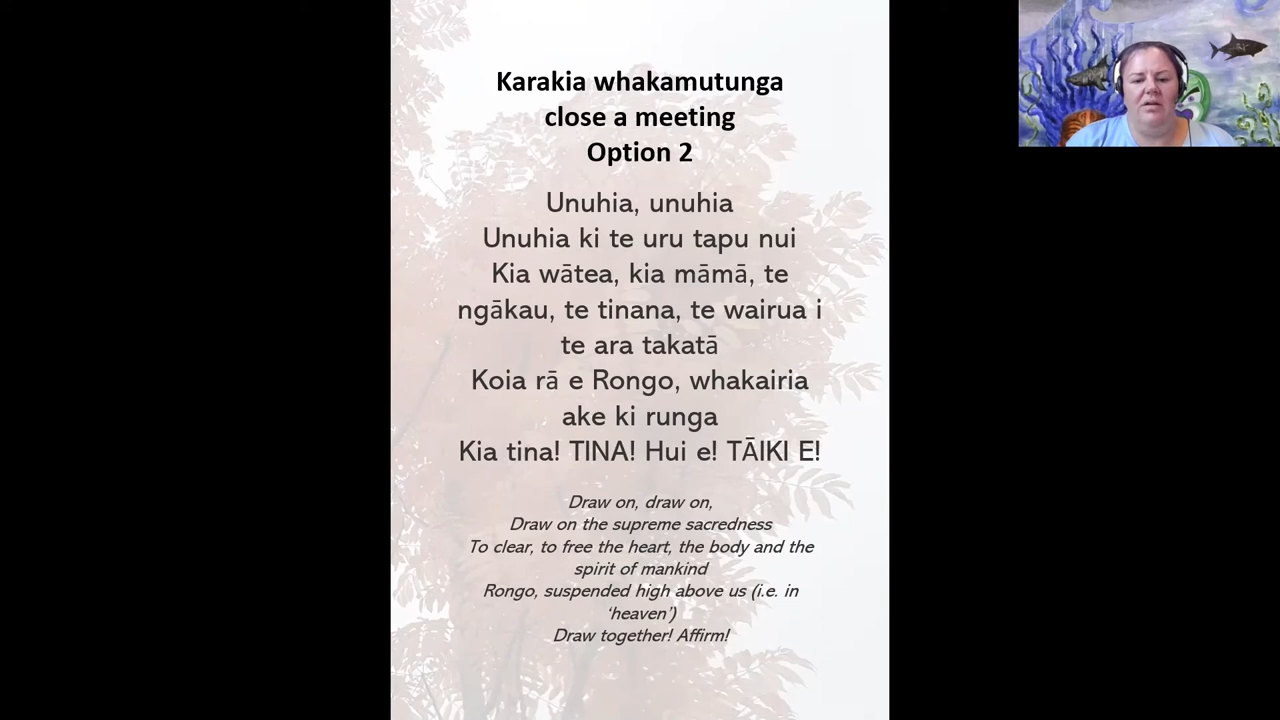 Karakia whakamutunga
close a meeting
Option 2
Unuhia, unuhia
Unuhia ki te uru tapu nui
Kia wātea, kia māmā, te
ngākau, te tinana, te wairua i
te ara takatā
Koia rā e Rongo, whakairia
ake ki runga
Kia tina! TINA! Hui e! TĀIKI E!
Draw on, draw on,
Draw on the supreme sacredness
To clear, to free the heart, the body and the
spirit of mankind
Rongo, suspended high above us (i.e. in
‘heaven’)
Draw together! Affirm!